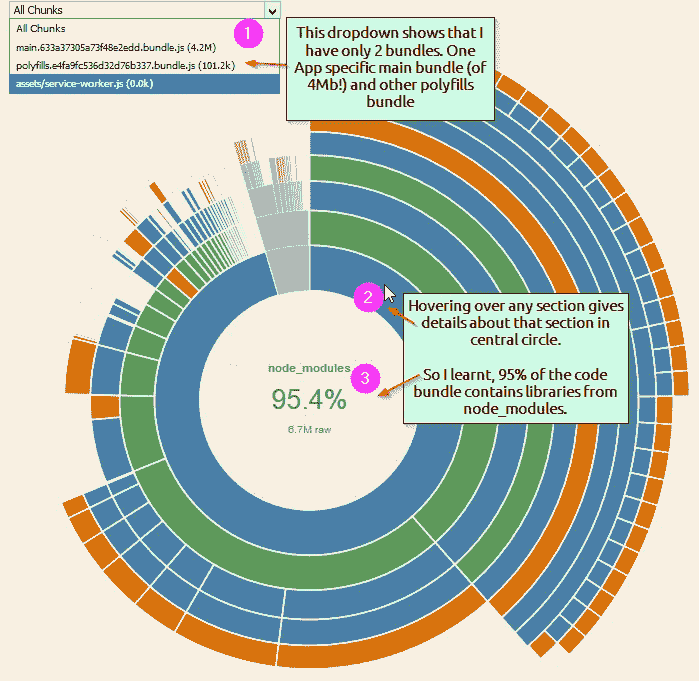 All Chunks
All Chunks
main.633a37305a73f48e2edd.bundle.js (4.2M)
polyfills.e4fa9fc536d32d76b337.bundle.js (101.2k)
assets/service-worker.js (0.0k)
1
This dropdown shows that I
have only 2 bundles. One
App specific main bundle (of
4Mb!) and other polyfills
bundle
2
Hovering over any section gives
details about that section in
central circle.
So I learnt, 95% of the code
bundle contains libraries from
node_modules.
3
node_modules
95.4%
6.7M raw